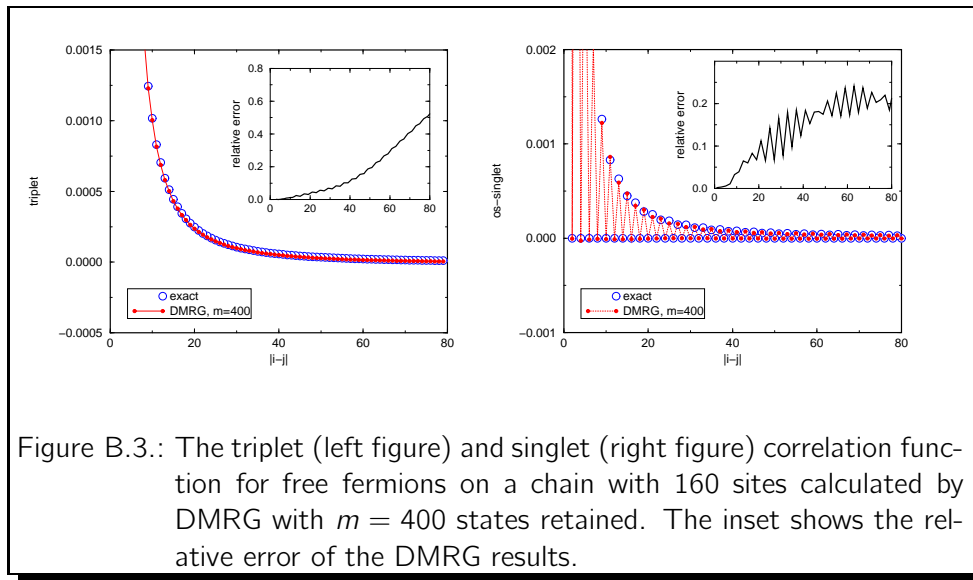 0.0015
0.0010
0.0005
0.0000
−0.0005
triplet
0 20 40 60 80
|i−j|
exact
DMRG, m=400
0.8
0.6
0.4
0.2
0.0
relative error
0 20 40 60 80
0.002
0.001
0.000
−0.001
os−singlet
0 20 40 60 80
|i−j|
exact
DMRG, m=400
0.2
0.1
0
relative error
0 20 40 60 80
Figure B.3.: The triplet (left figure) and singlet (right figure) correlation func-
tion for free fermions on a chain with 160 sites calculated by
DMRG with m = 400 states retained. The inset shows the rel-
ative error of the DMRG results.